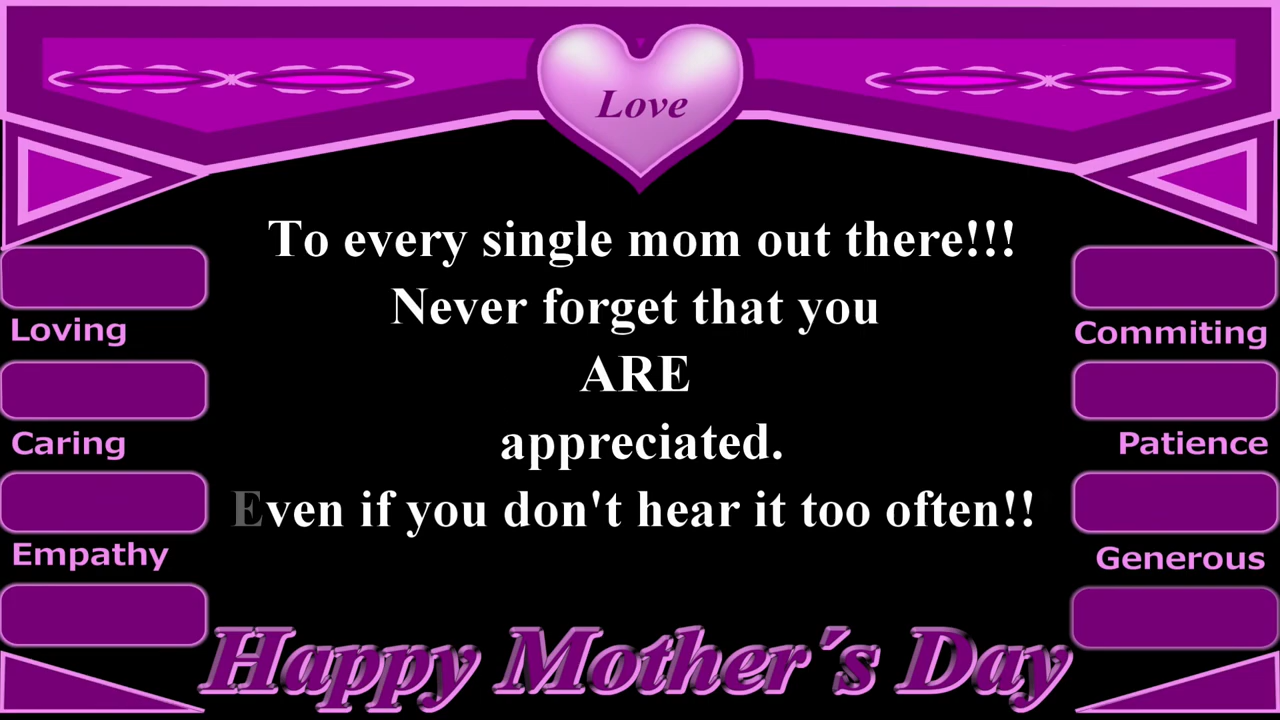 Love
To every single mom out there!!!
Never forget that you
ARE
appreciated.
Even if you don't hear it too often!!
Loving
Caring
Empathy
Commiting
Patience
Generous
Happy Mother´s Day